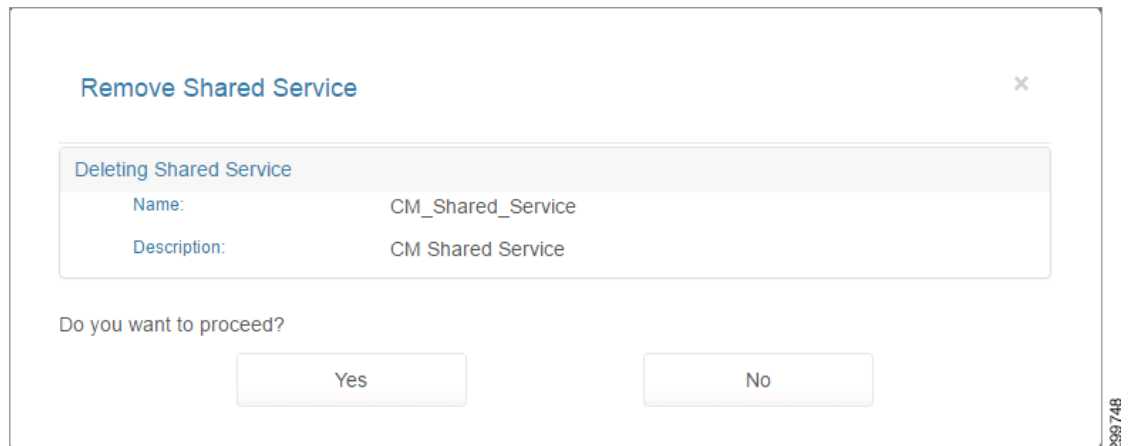 Remove Shared Service
×
Deleting Shared Service
Name: CM_Shared_Service
Description: CM Shared Service
Do you want to proceed?
Yes No
299748